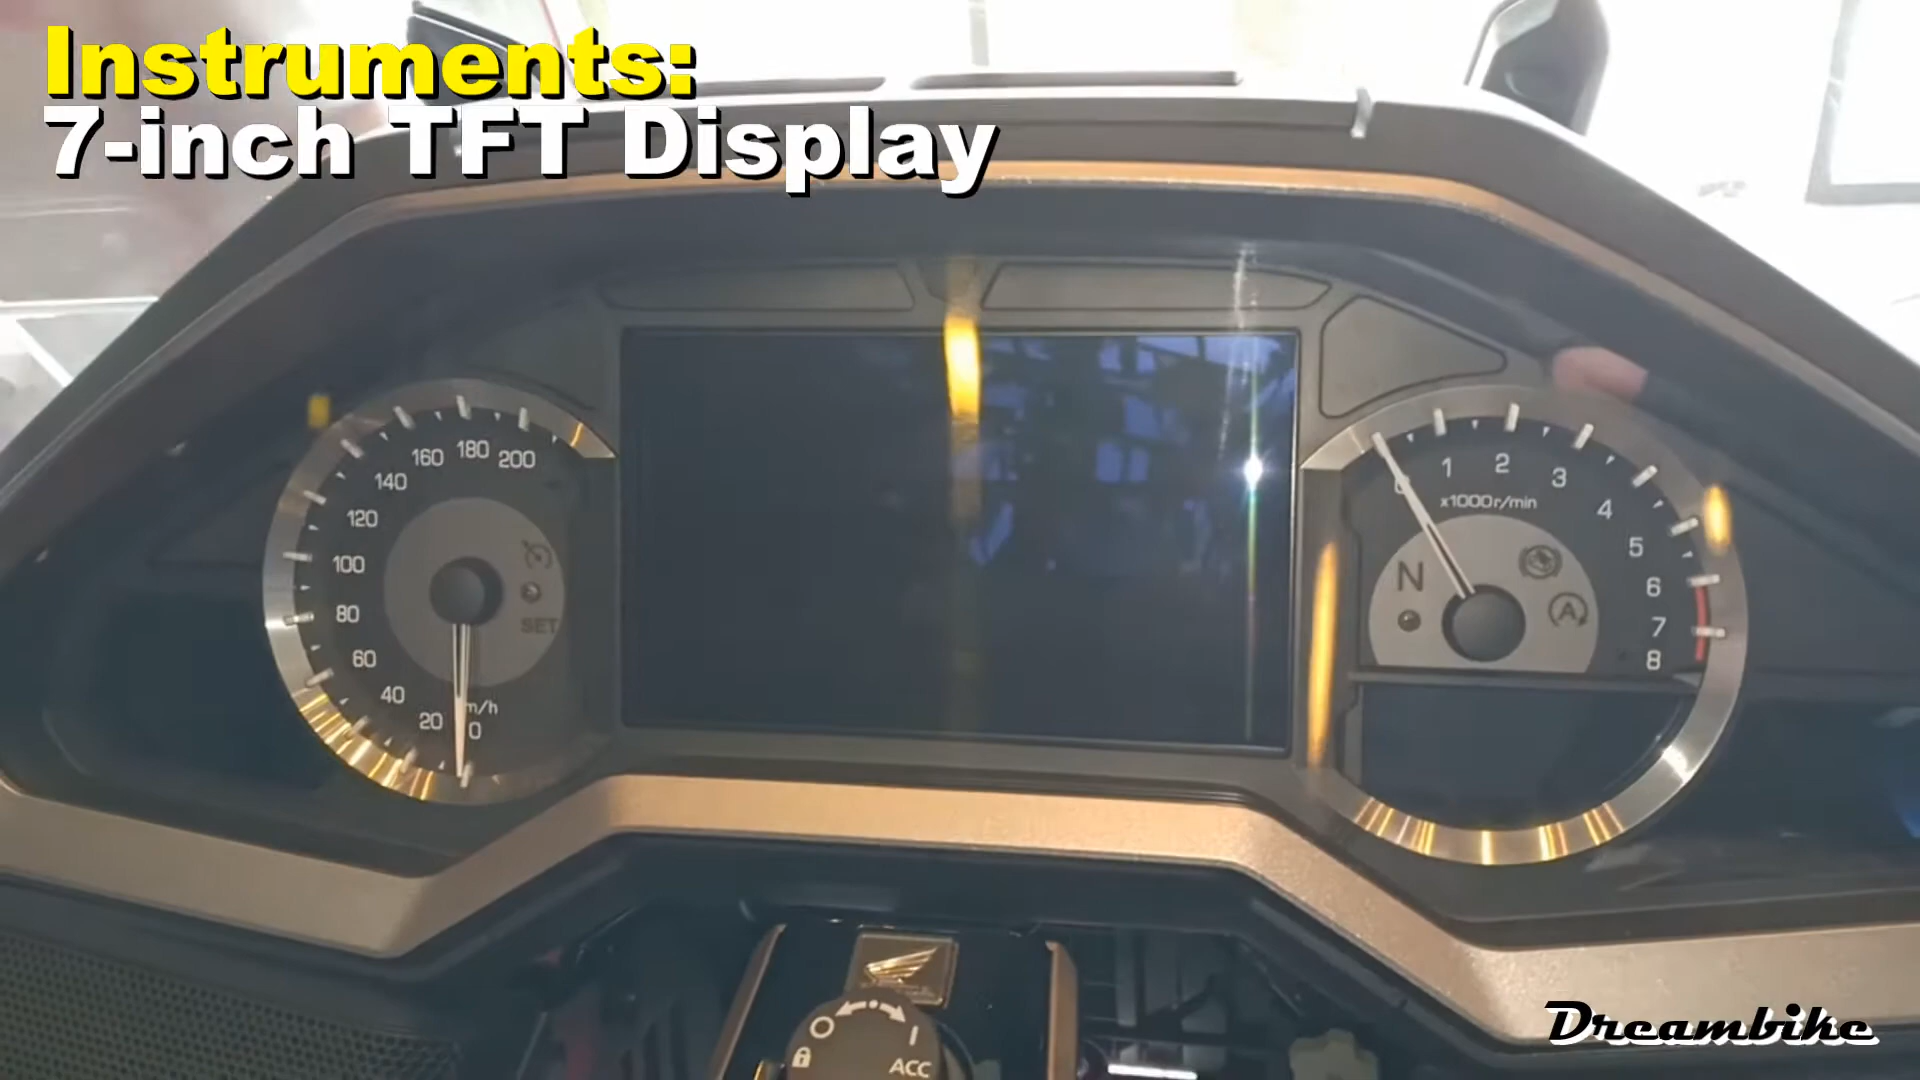 Instruments:
7-inch TFT Display
200
180
160
140
120
100
80
60
40
20
0
m/h
SET
0
1
2
3
4
5
6
7
8
x1000r/min
N
A
ACC
Dreambike